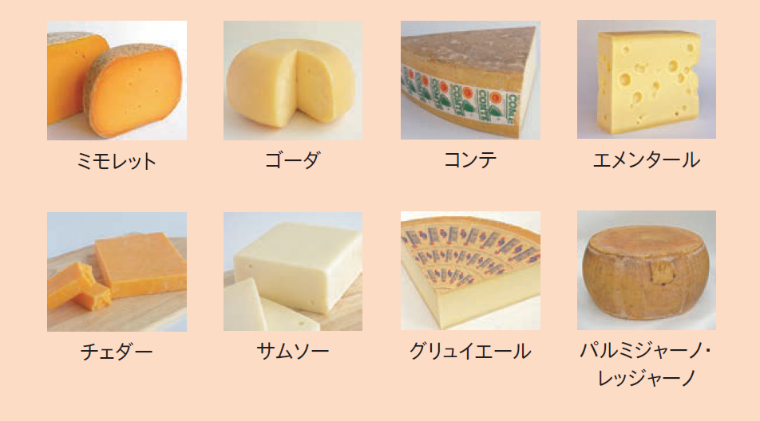 COMTE
ミモレット
ゴーダ
コンテ
エメンタール
チェダー
サムソー
グリュイエール
パルミジャーノ・
レッジャーノ